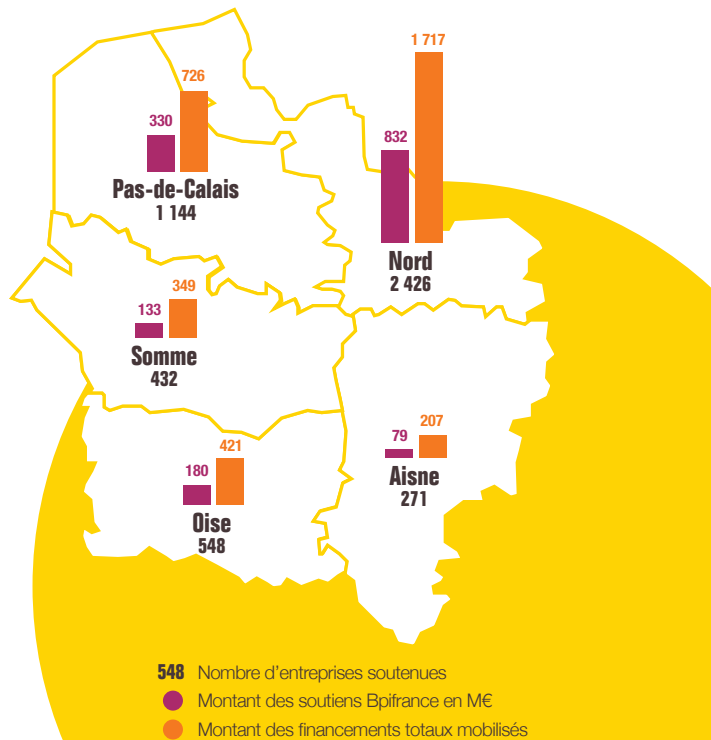 1 717
726
832
330
Pas-de-Calais
1 144
Nord
2 426
349
133
Somme
432
207
79
Aisne
271
421
180
Oise
548
548 Nombre d'entreprises soutenues
Montant des soutiens Bpifrance en M€
Montant des financements totaux mobilisés